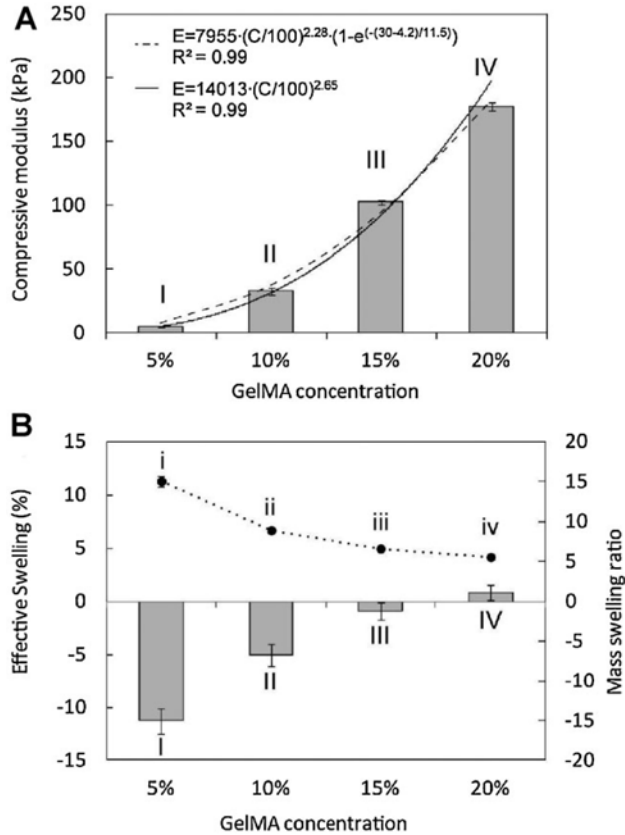 A
E=7955·(C/100)^2.28·(1-e^(-(30-4.2)/11.5))
R² = 0.99
E=14013·(C/100)^2.65
R² = 0.99
Compressive modulus (kPa)
250
200
150
100
50
0
I
II
III
IV
5% 10% 15% 20%
GelMA concentration
B
Effective Swelling (%)
15
10
5
0
-5
-10
-15
i
ii
iii
iv
I
II
III
IV
20
15
10
5
0
-5
-10
-15
-20
Mass swelling ratio
5% 10% 15% 20%
GelMA concentration